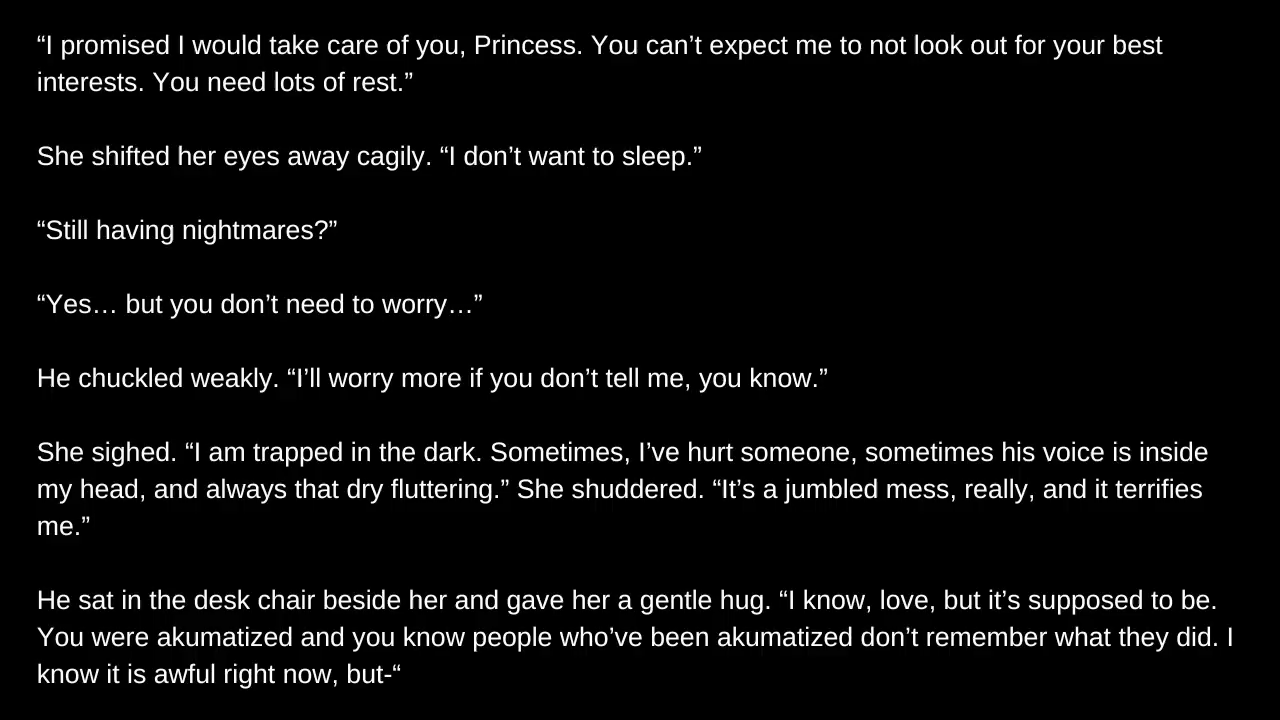 “I promised I would take care of you, Princess. You can’t expect me to not look out for your best
interests. You need lots of rest.”
She shifted her eyes away cagily. “I don’t want to sleep.”
“Still having nightmares?”
“Yes… but you don’t need to worry…”
He chuckled weakly. “I’ll worry more if you don’t tell me, you know.”
She sighed. “I am trapped in the dark. Sometimes, I’ve hurt someone, sometimes his voice is inside
my head, and always that dry fluttering.” She shuddered. “It’s a jumbled mess, really, and it terrifies
me.”
He sat in the desk chair beside her and gave her a gentle hug. “I know, love, but it’s supposed to be.
You were akumatized and you know people who’ve been akumatized don’t remember what they did. I
know it is awful right now, but-“